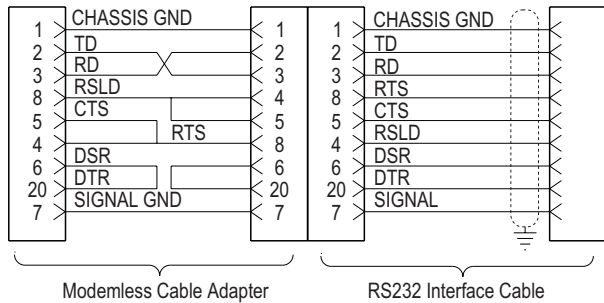 CHASSIS GND CHASSIS GND
1 1 1
TD TD
2 2 2
RD RD
3 3 3
RSLD RTS
8 4 4
CTS CTS
5 5 5
RTS RSLD
4 8 8
DSR DSR
6 6 6
DTR DTR
20 20 20
SIGNAL GND SIGNAL
7 7 7
Modemless Cable Adapter RS232 Interface Cable